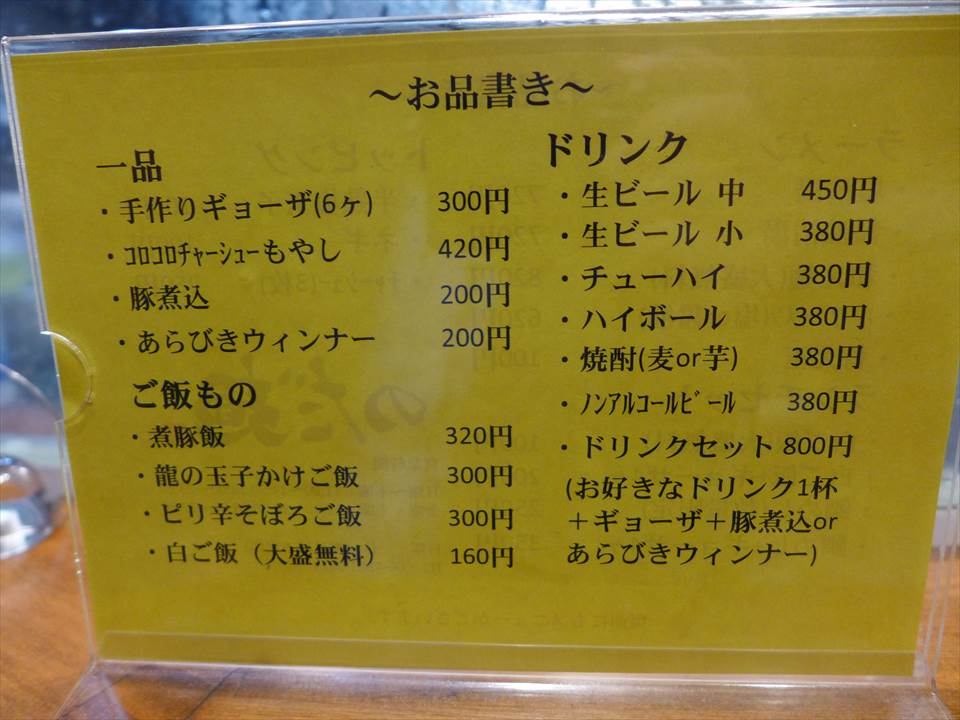 ～お品書き～
一品
・手作りギョーザ(6ヶ) 300円
・ｺﾛｺﾛﾁｬｰｼｭｰもやし 420円
・豚煮込 200円
・あらびきウィンナー 200円
ご飯もの
・煮豚飯 320円
・龍の玉子かけご飯 300円
・ピリ辛そぼろご飯 300円
・白ご飯（大盛無料） 160円
ドリンク
・生ビール 中 450円
・生ビール 小 380円
・チューハイ 380円
・ハイボール 380円
・焼酎(麦or芋) 380円
・ﾉﾝｱﾙｺｰﾙﾋﾞｰﾙ 380円
・ドリンクセット 800円
(お好きなドリンク1杯
＋ギョーザ＋豚煮込or
あらびきウィンナー)